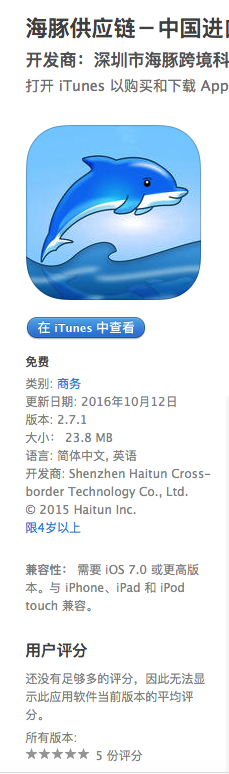 海豚供应链－中国进
开发商：深圳市海豚跨境科
打开 iTunes 以购买和下载 App
在 iTunes 中查看
免费
类别: 商务
更新日期: 2016年10月12日
版本: 2.7.1
大小： 23.8 MB
语言: 简体中文, 英语
开发商: Shenzhen Haitun Cross-
border Technology Co., Ltd.
© 2015 Haitun Inc.
限4岁以上
兼容性： 需要 iOS 7.0 或更高版
本。与 iPhone、iPad 和 iPod
touch 兼容。
用户评分
还没有足够多的评分，因此无法显
示此应用软件当前版本的平均评
分。
所有版本:
5 份评分